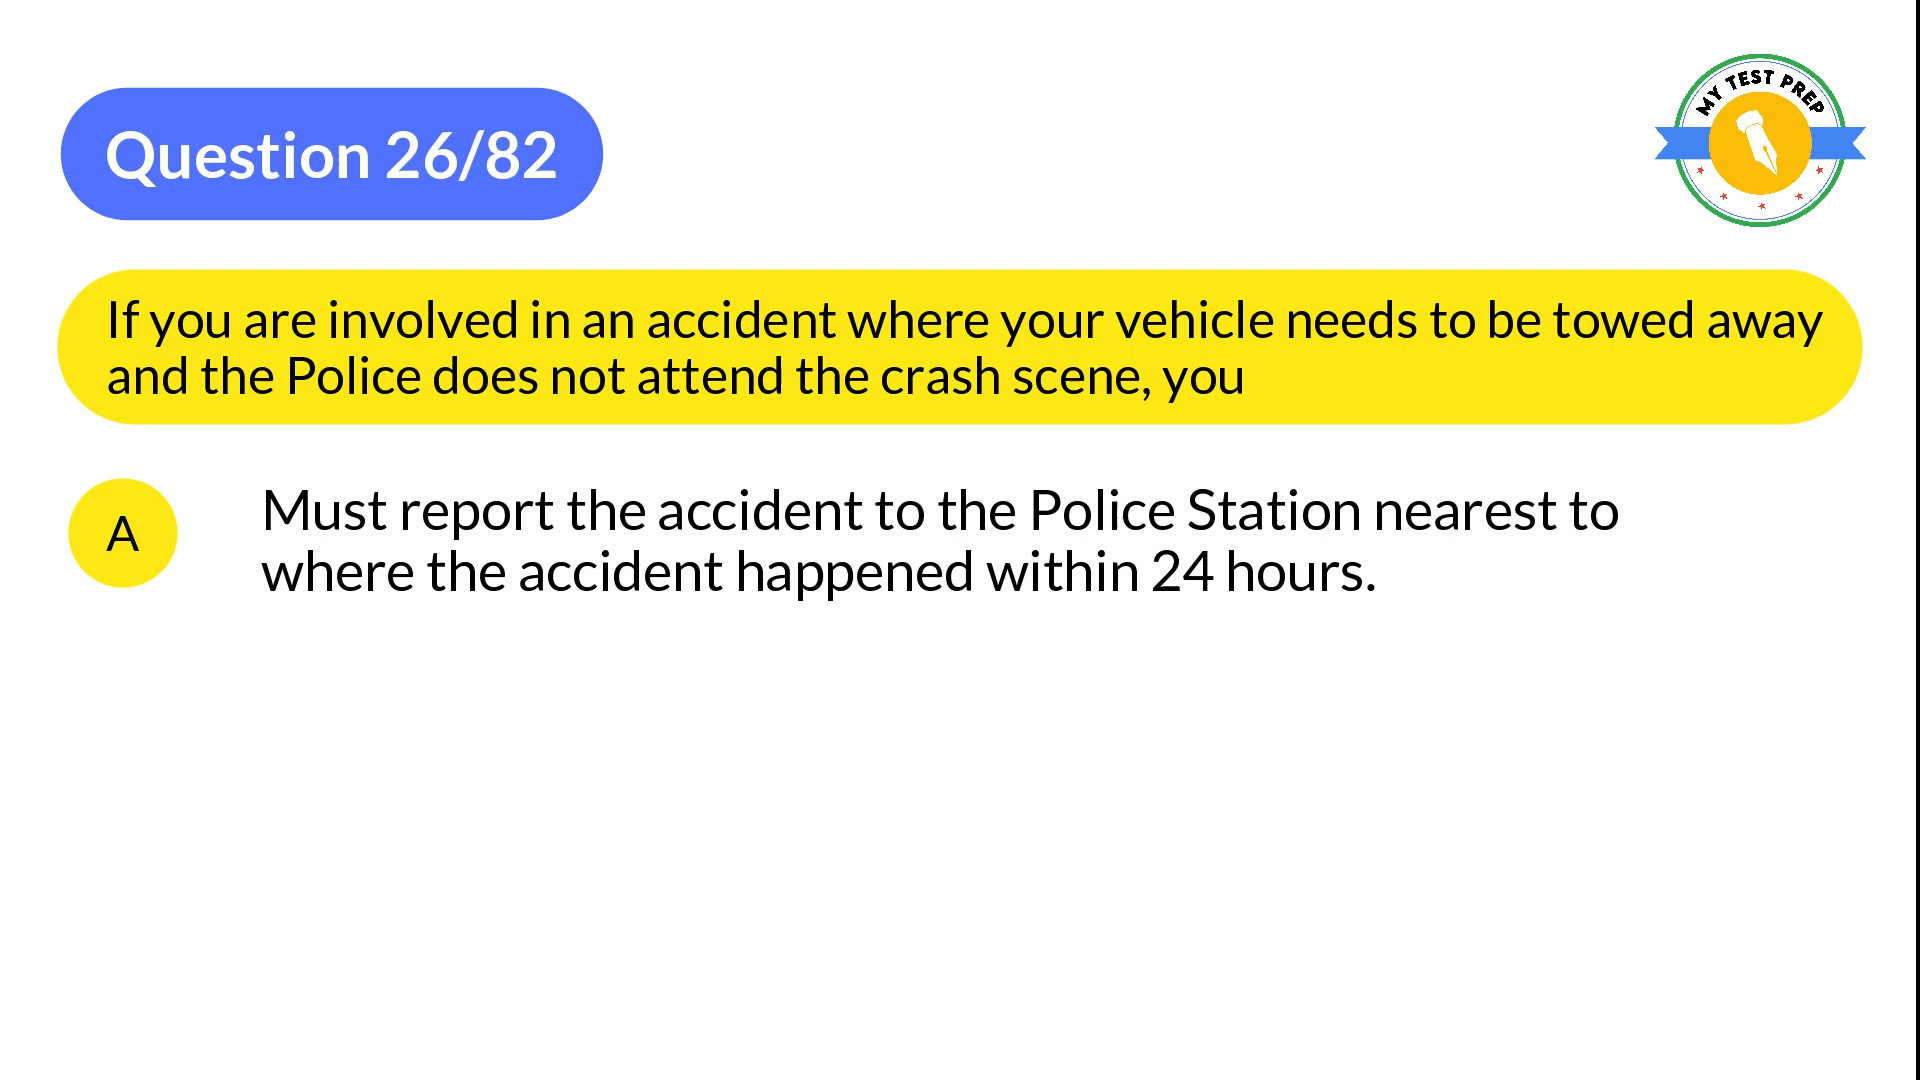 Question 26/82
MY TEST PREP
If you are involved in an accident where your vehicle needs to be towed away
and the Police does not attend the crash scene, you
A
Must report the accident to the Police Station nearest to
where the accident happened within 24 hours.